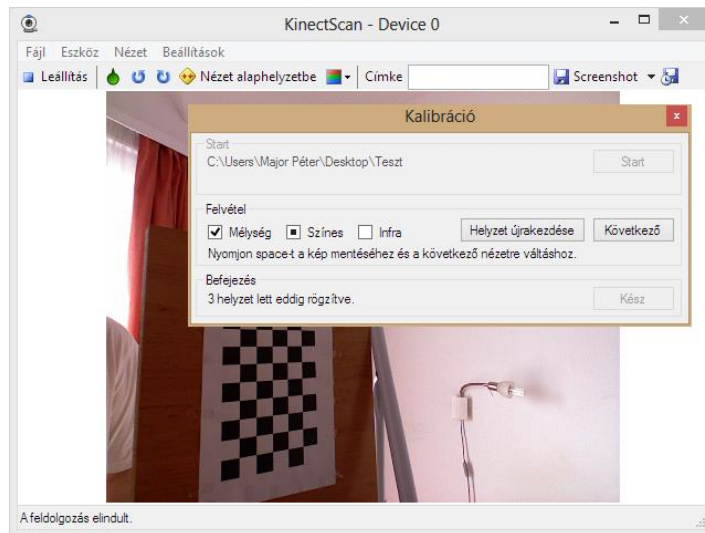 KinectScan - Device 0
Fájl Eszköz Nézet Beállítások
Leállítás Nézet alaphelyzetbe Címke Screenshot
Kalibráció
Start
C:\Users\Major Péter\Desktop\Teszt Start
Felvétel
Mélység Színes Infra Helyzet újrakezdése Következő
Nyomjon space-t a kép mentéséhez és a következő nézetre váltáshoz.
Befejezés
3 helyzet lett eddig rögzítve. Kész
A feldolgozás elindult.